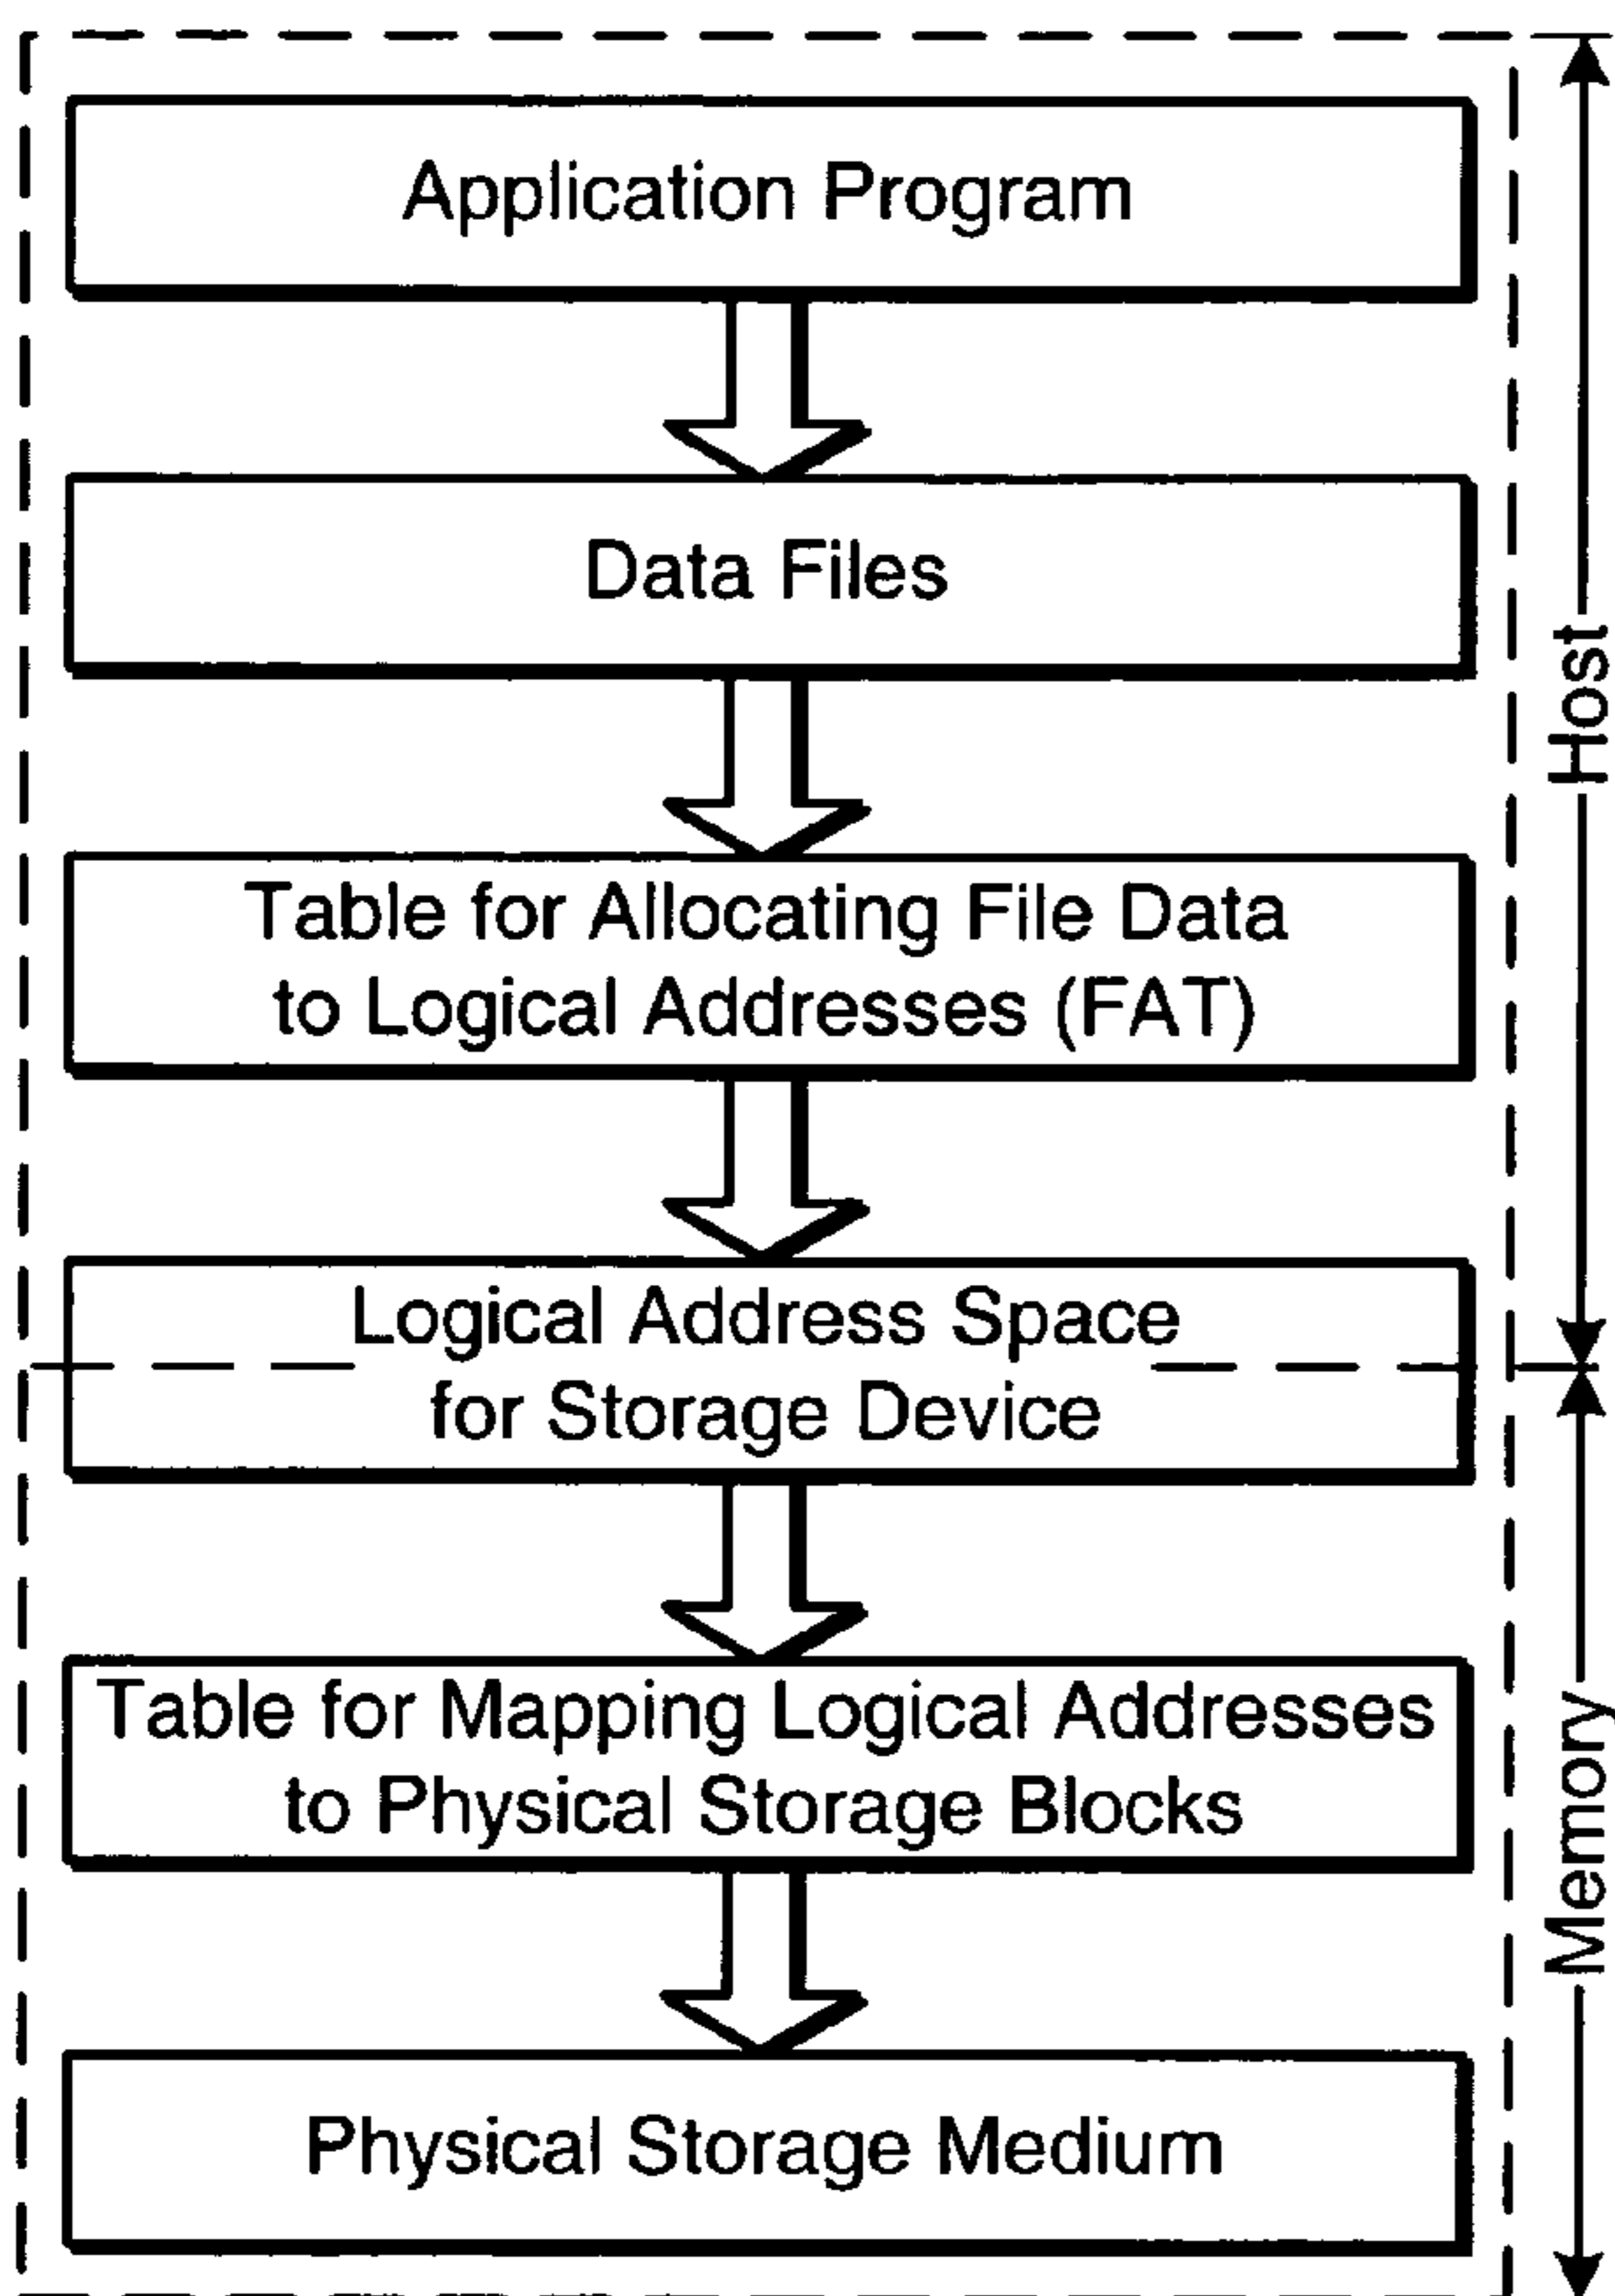 Application Program
Data Files
Table for Allocating File Data
to Logical Addresses (FAT)
Logical Address Space
for Storage Device
Table for Mapping Logical Addresses
to Physical Storage Blocks
Physical Storage Medium
Host
Memory